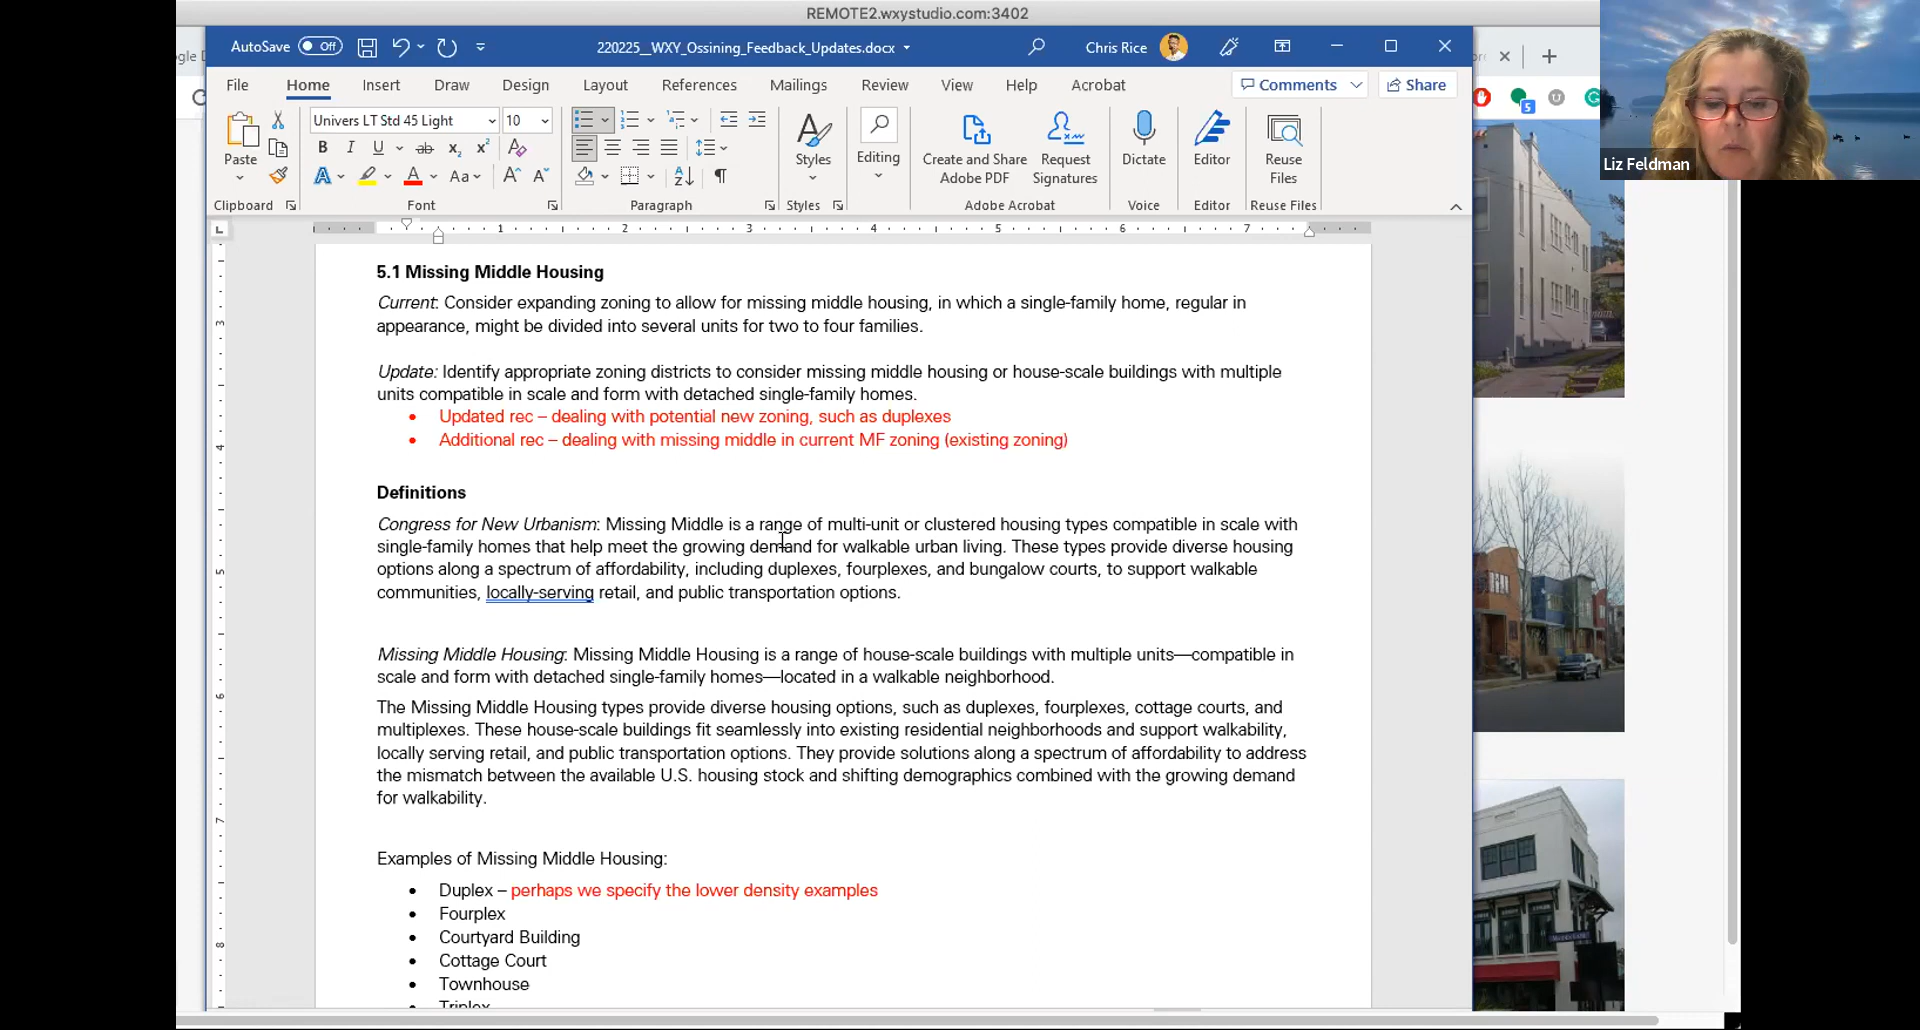 REMOTE2.wxystudio.com:3402
AutoSave Off 220225__WXY_Ossining_Feedback_Updates.docx Chris Rice
File Home Insert Draw Design Layout References Mailings Review View Help Acrobat Comments Share
Univers LT Std 45 Light 10
Paste
Styles
Editing
Create and Share Adobe PDF
Request Signatures
Dictate
Editor
Reuse Files
Clipboard Font Paragraph Styles Adobe Acrobat Voice Editor Reuse Files
Liz Feldman
1 2 3 4 5 6 7
5.1 Missing Middle Housing
Current: Consider expanding zoning to allow for missing middle housing, in which a single-family home, regular in
appearance, might be divided into several units for two to four families.
Update: Identify appropriate zoning districts to consider missing middle housing or house-scale buildings with multiple
units compatible in scale and form with detached single-family homes.
• Updated rec – dealing with potential new zoning, such as duplexes
• Additional rec – dealing with missing middle in current MF zoning (existing zoning)
Definitions
Congress for New Urbanism: Missing Middle is a range of multi-unit or clustered housing types compatible in scale with
single-family homes that help meet the growing demand for walkable urban living. These types provide diverse housing
options along a spectrum of affordability, including duplexes, fourplexes, and bungalow courts, to support walkable
communities, locally-serving retail, and public transportation options.
Missing Middle Housing: Missing Middle Housing is a range of house-scale buildings with multiple units—compatible in
scale and form with detached single-family homes—located in a walkable neighborhood.
The Missing Middle Housing types provide diverse housing options, such as duplexes, fourplexes, cottage courts, and
multiplexes. These house-scale buildings fit seamlessly into existing residential neighborhoods and support walkability,
locally serving retail, and public transportation options. They provide solutions along a spectrum of affordability to address
the mismatch between the available U.S. housing stock and shifting demographics combined with the growing demand
for walkability.
Examples of Missing Middle Housing:
• Duplex – perhaps we specify the lower density examples
• Fourplex
• Courtyard Building
• Cottage Court
• Townhouse
• Triplex